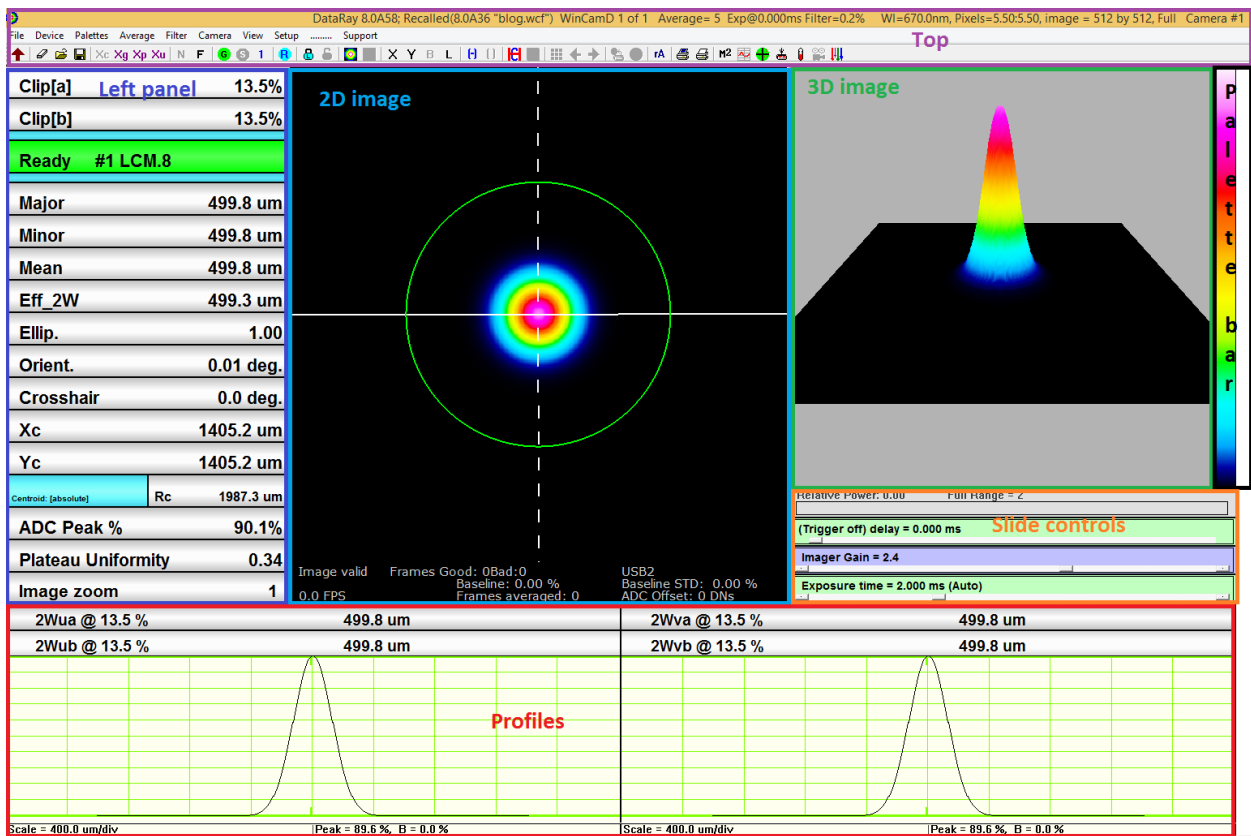 DataRay 8.0A58; Recalled(8.0A36 "blog.wcf") WinCamD 1 of 1 Average= 5 Exp@0.000ms Filter=0.2% WI=670.0nm, Pixels=5.50:5.50, image = 512 by 512, Full Camera #1
File Device Palettes Average Filter Camera View Setup ......... Support
Top
Xc Xg Xp Xu N F G S 1 R X Y B L (-) ( ) H rA M²
Clip[a] 13.5%
Left panel
Clip[b] 13.5%
Ready #1 LCM.8
Major 499.8 um
Minor 499.8 um
Mean 499.8 um
Eff_2W 499.3 um
Ellip. 1.00
Orient. 0.01 deg.
Crosshair 0.0 deg.
Xc 1405.2 um
Yc 1405.2 um
Centroid: [absolute] Rc 1987.3 um
ADC Peak % 90.1%
Plateau Uniformity 0.34
Image zoom 1
2D image
Image valid Frames Good: 0Bad:0 USB2
Baseline: 0.00 % Baseline STD: 0.00 %
0.0 FPS Frames averaged: 0 ADC Offset: 0 DNs
3D image
Palette bar
Relative Power: 0.00 Full Range = 2
(Trigger off) delay = 0.000 ms
Slide controls
Imager Gain = 2.4
Exposure time = 2.000 ms (Auto)
2Wua @ 13.5 % 499.8 um 2Wva @ 13.5 % 499.8 um
2Wub @ 13.5 % 499.8 um 2Wvb @ 13.5 % 499.8 um
Profiles
Scale = 400.0 um/div Peak = 89.6 %, B = 0.0 % Scale = 400.0 um/div Peak = 89.6 %, B = 0.0 %